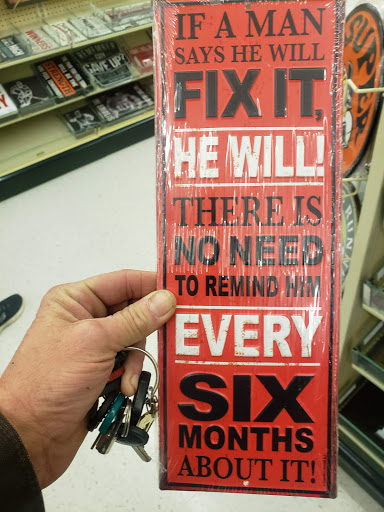 IF A MAN
SAYS HE WILL
FIX IT,
HE WILL!
THERE IS
NO NEED
TO REMIND HIM
EVERY
SIX
MONTHS
ABOUT IT!